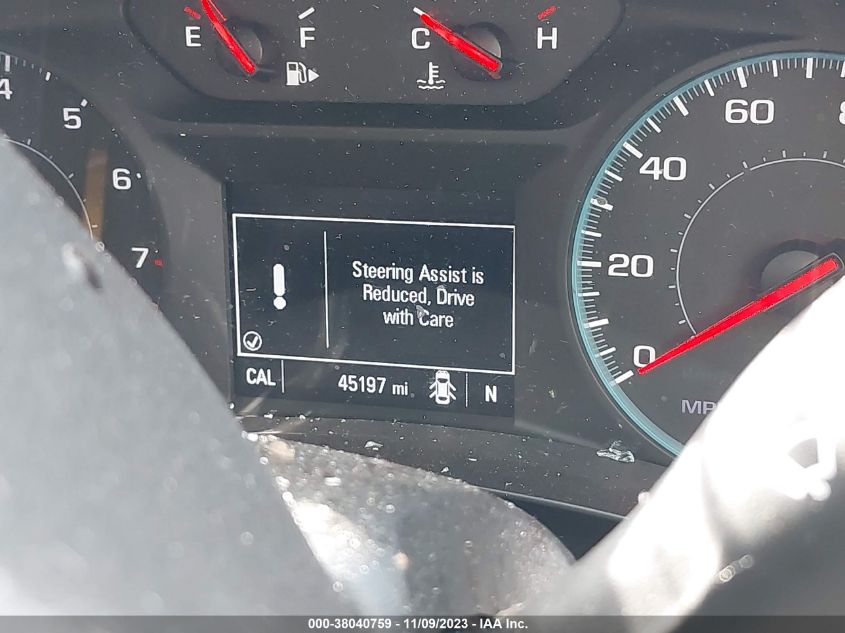 E F C H
4 5 6 7
Steering Assist is
Reduced, Drive
with Care
CAL 45197 mi N
0 20 40 60
000-38040759 - 11/09/2023 - IAA Inc.